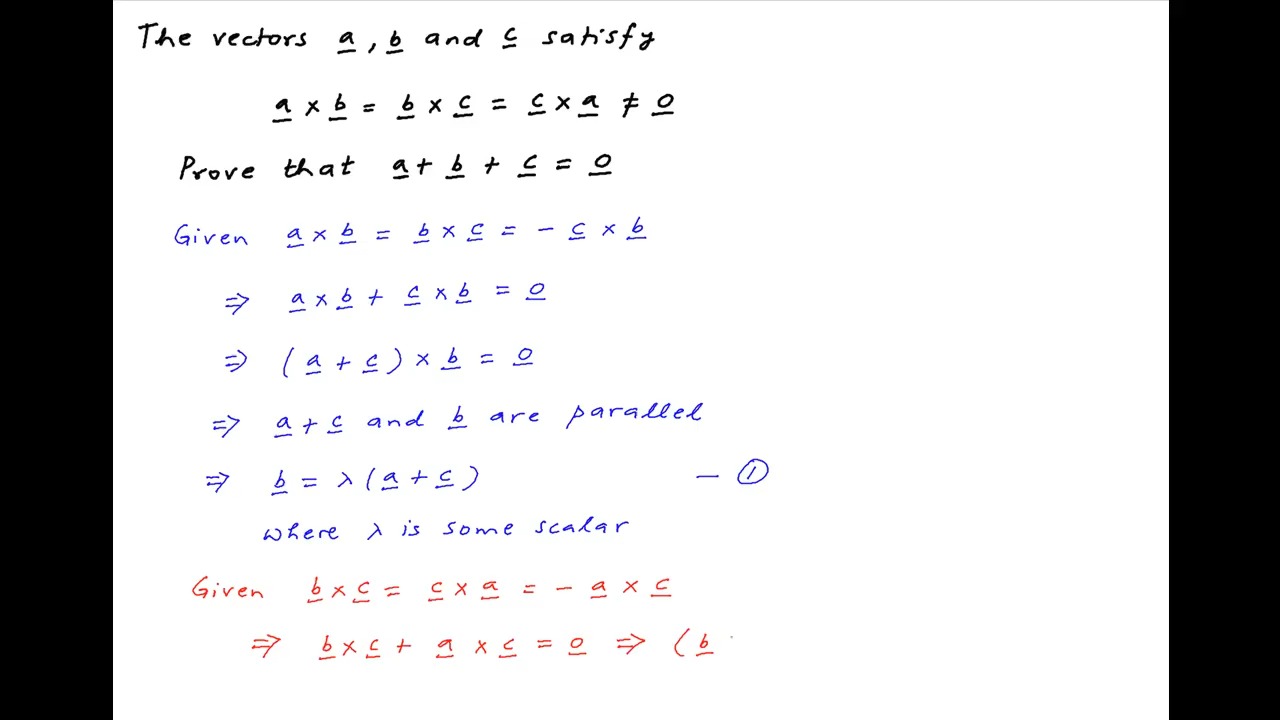 The vectors a, b and c satisfy
a × b = b × c = c × a ≠ 0
Prove that a + b + c = 0
Given a × b = b × c = - c × b
⇒ a × b + c × b = 0
⇒ (a + c) × b = 0
⇒ a + c and b are parallel
⇒ b = λ(a + c) — ①
where λ is some scalar
Given b × c = c × a = - a × c
⇒ b × c + a × c = 0 ⇒ (b